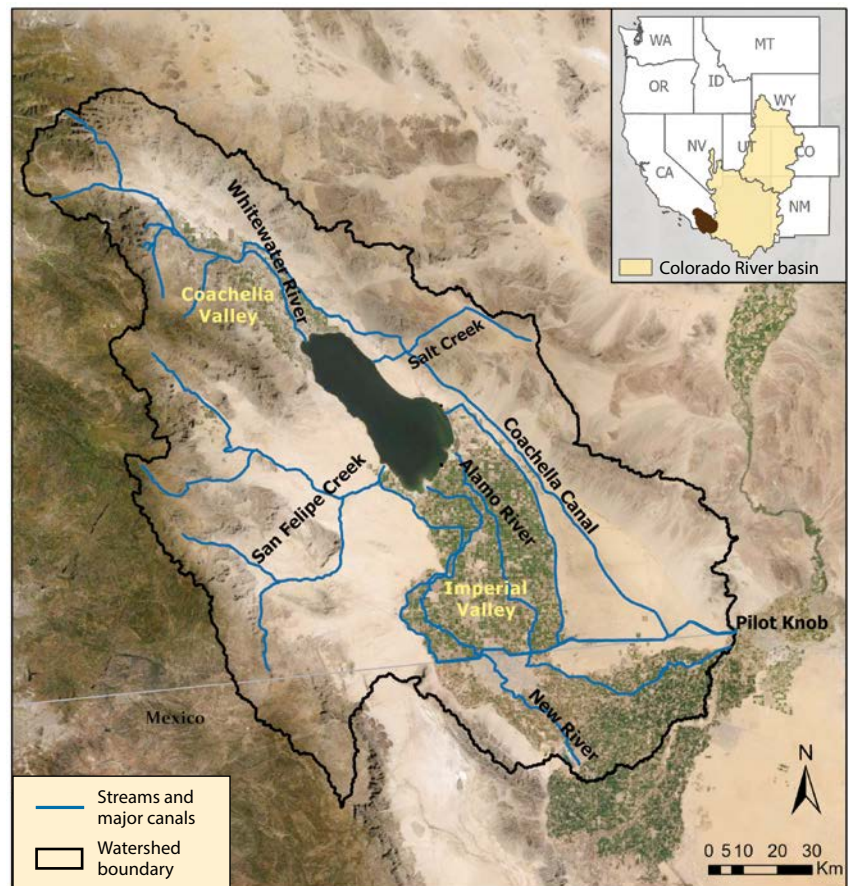 WA
MT
OR
ID
WY
NV
UT
CO
CA
NM
Colorado River basin
Whitewater River
Coachella
Valley
Salt Creek
Coachella Canal
San Felipe Creek
Alamo River
Imperial
Valley
Pilot Knob
New River
Mexico
N
Streams and
major canals
Watershed
boundary
0 5 10 20 30
Km